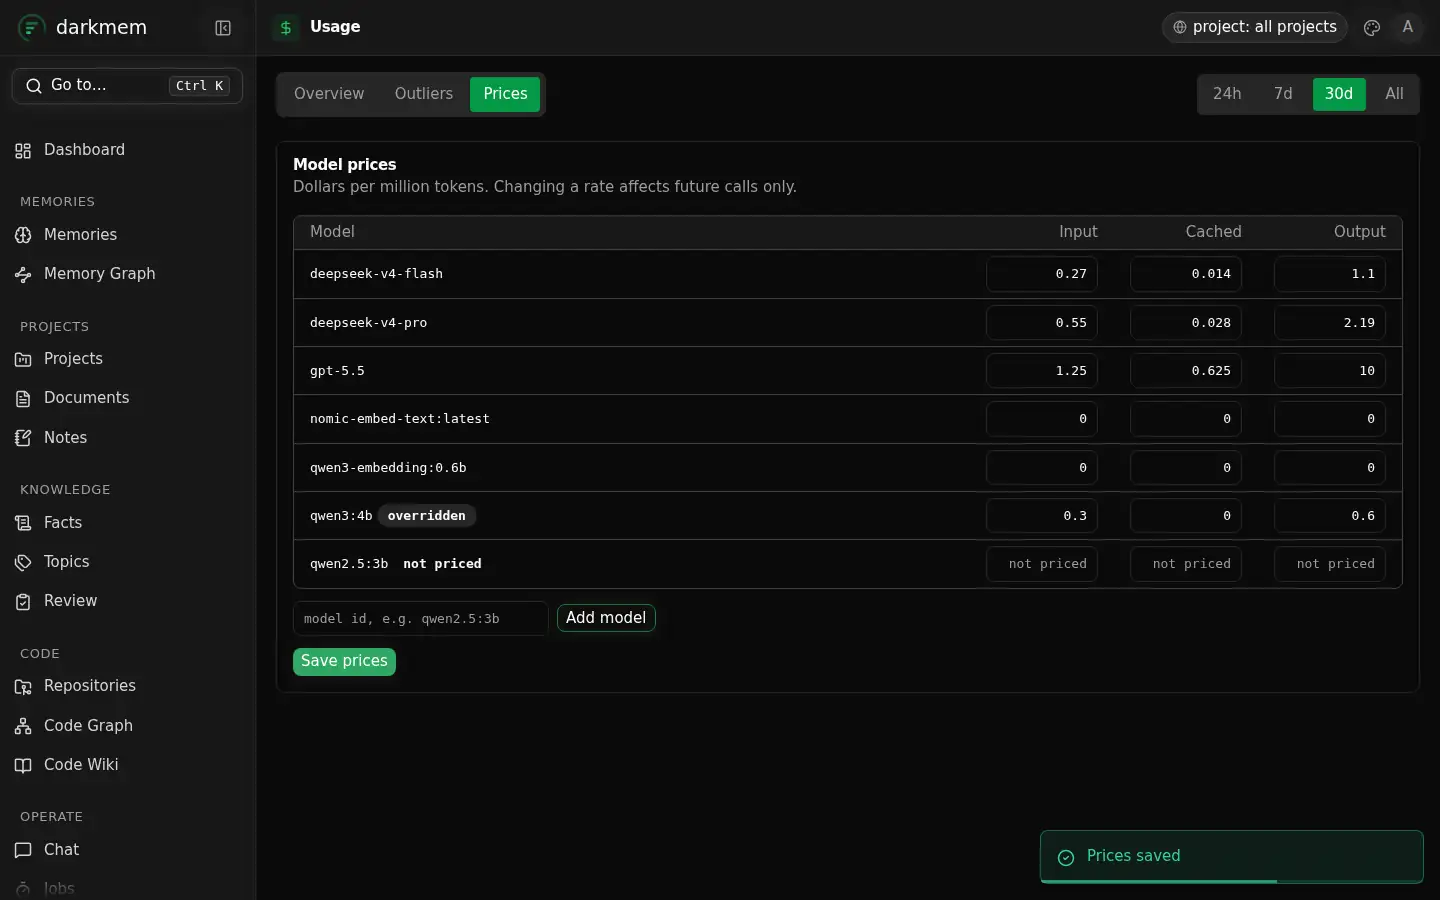 darkmem
Usage
project: all projects
A
Go to...
Ctrl K
Overview
Outliers
Prices
24h
7d
30d
All
Dashboard
MEMORIES
Memories
Memory Graph
PROJECTS
Projects
Documents
Notes
KNOWLEDGE
Facts
Topics
Review
CODE
Repositories
Code Graph
Code Wiki
OPERATE
Chat
Jobs
Model prices
Dollars per million tokens. Changing a rate affects future calls only.
Model Input Cached Output
deepseek-v4-flash 0.27 0.014 1.1
deepseek-v4-pro 0.55 0.028 2.19
gpt-5.5 1.25 0.625 10
nomic-embed-text:latest 0 0 0
qwen3-embedding:0.6b 0 0 0
qwen3:4b overridden 0.3 0 0.6
qwen2.5:3b not priced not priced not priced not priced
model id, e.g. qwen2.5:3b
Add model
Save prices
Prices saved